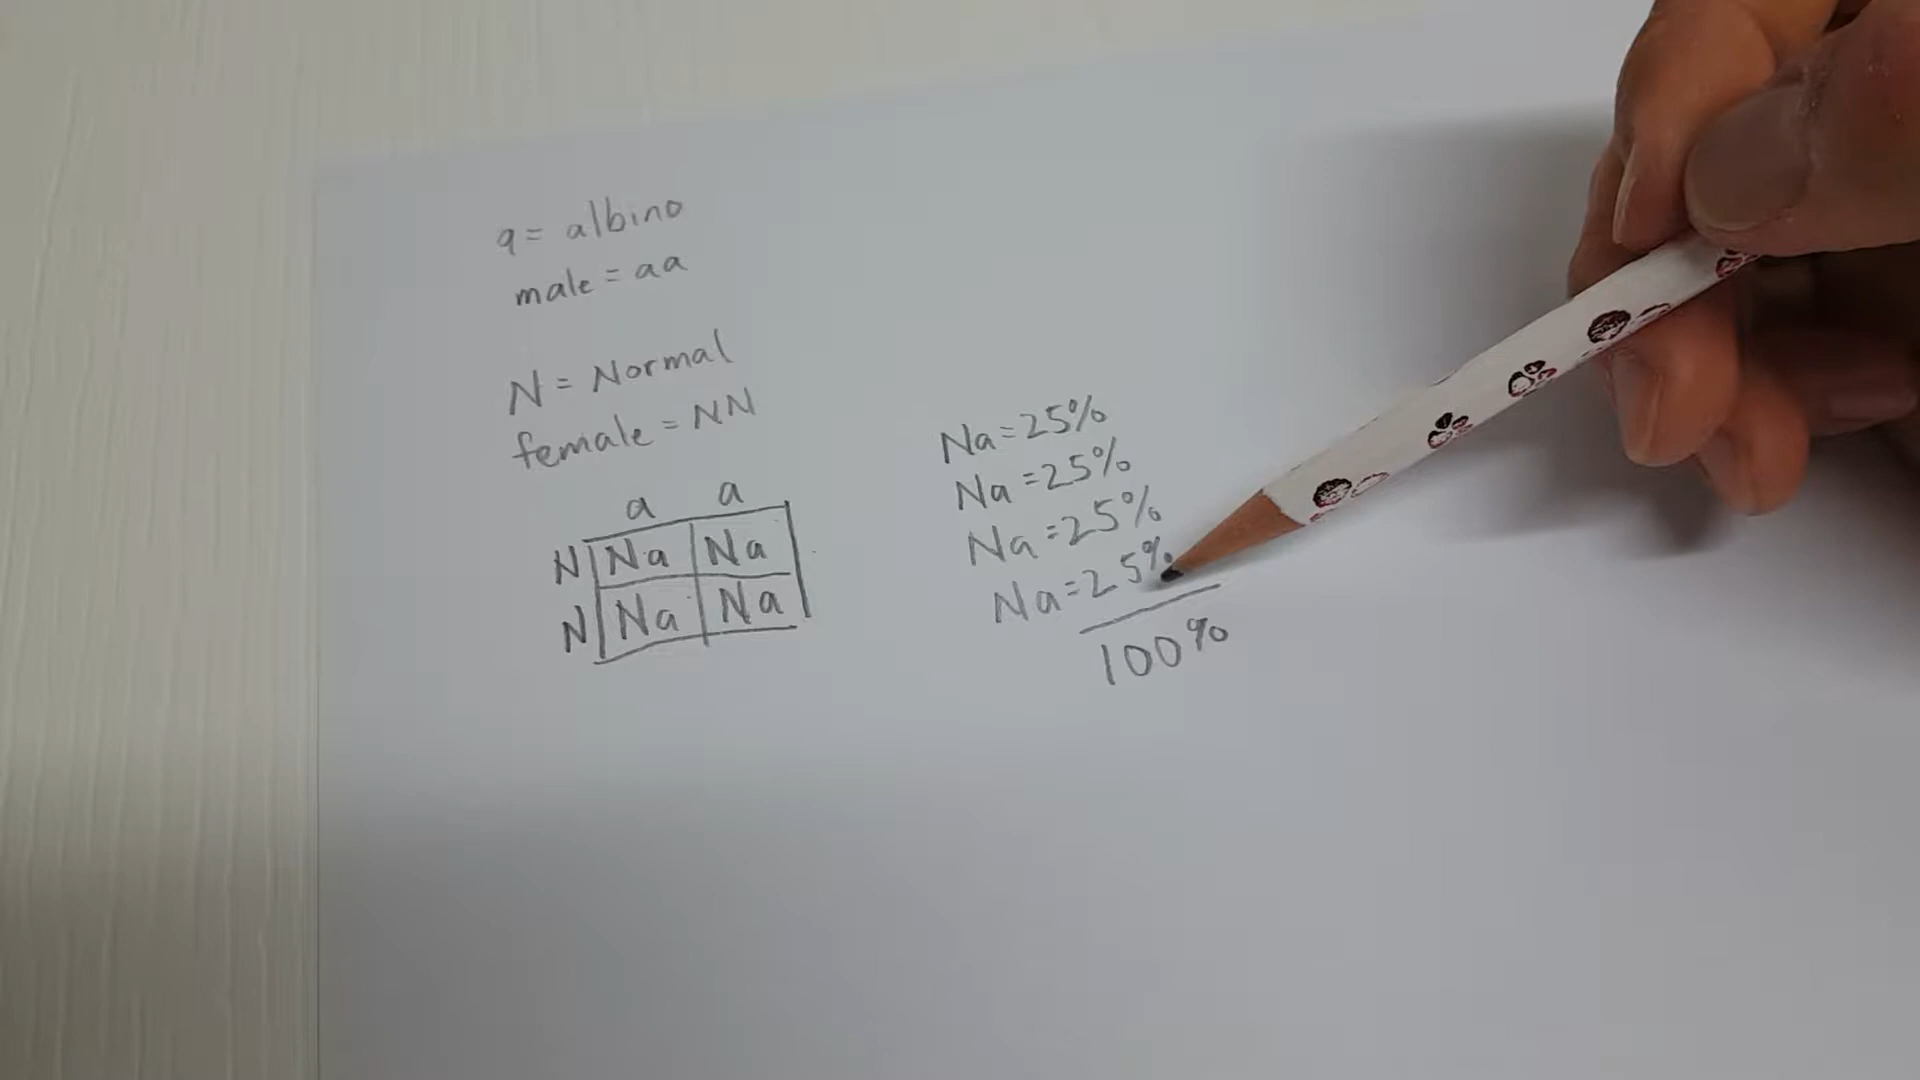 a = albino
male = aa
N = Normal
female = NN
a a
N Na Na
N Na Na
Na = 25%
Na = 25%
Na = 25%
Na = 25%
100%